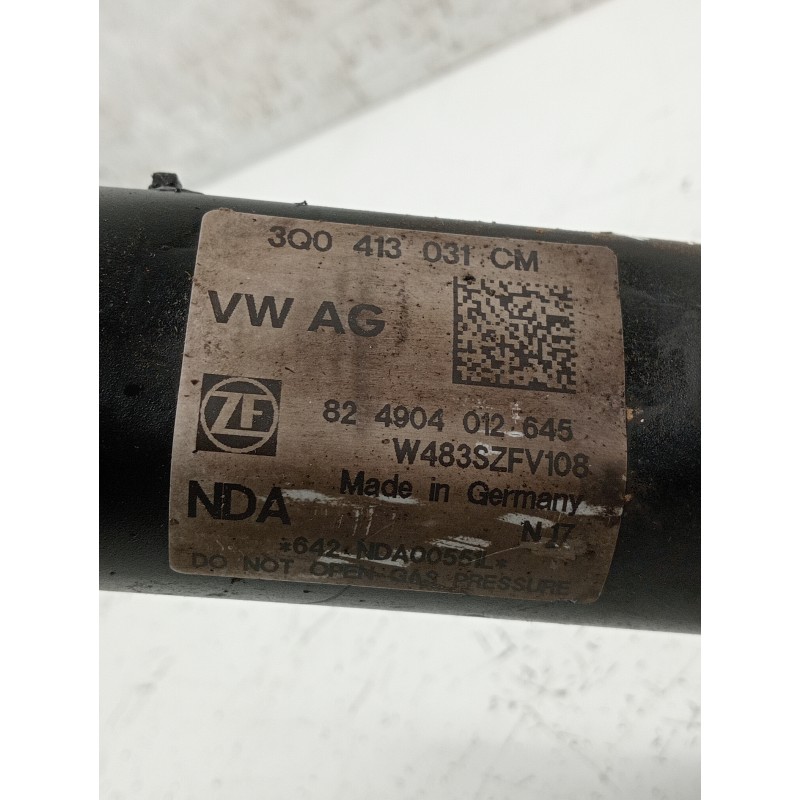 3Q0 413 031 CM
VW AG
ZF
82 4904 012 645
W483SZFV108
NDA
Made in Germany
N 17
*642
DO NOT OPEN-GAS PRESSURE